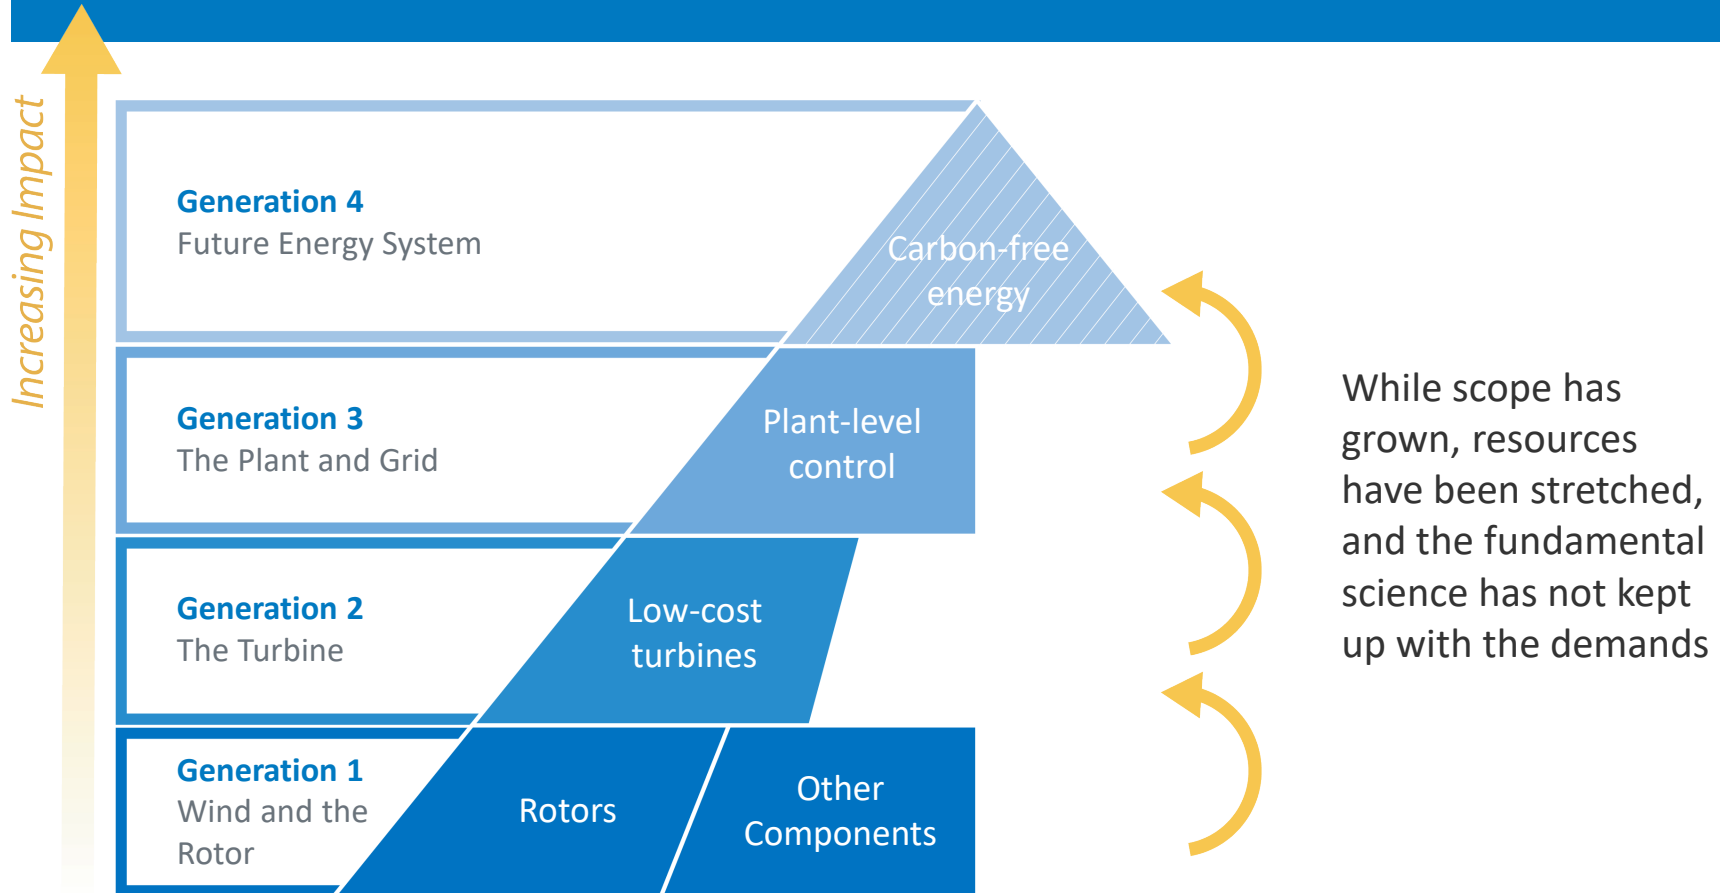 Increasing Impact
Generation 4
Future Energy System
Carbon-free
energy
Generation 3
The Plant and Grid
Plant-level
control
Generation 2
The Turbine
Low-cost
turbines
Generation 1
Wind and the
Rotor
Rotors
Other
Components
While scope has
grown, resources
have been stretched,
and the fundamental
science has not kept
up with the demands